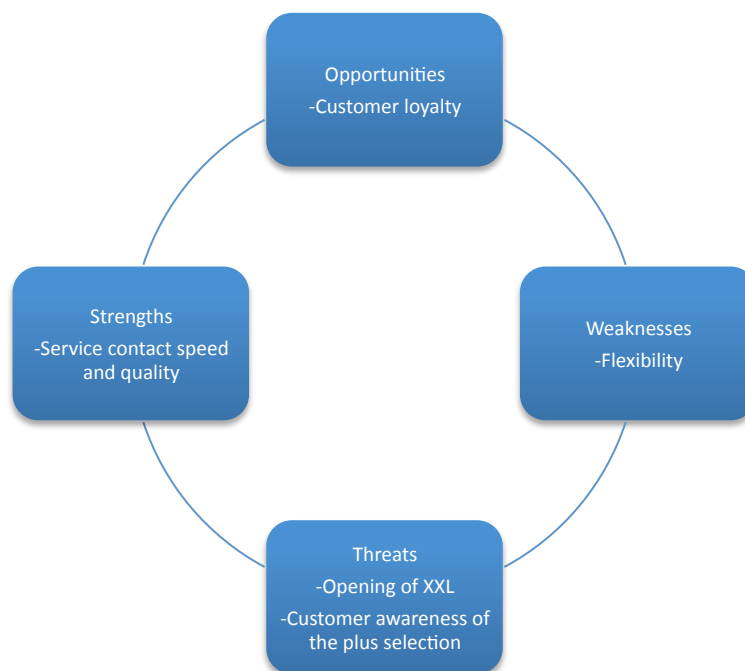 Opportunities
-Customer loyalty
Strengths
-Service contact speed
and quality
Weaknesses
-Flexibility
Threats
-Opening of XXL
-Customer awareness of
the plus selection